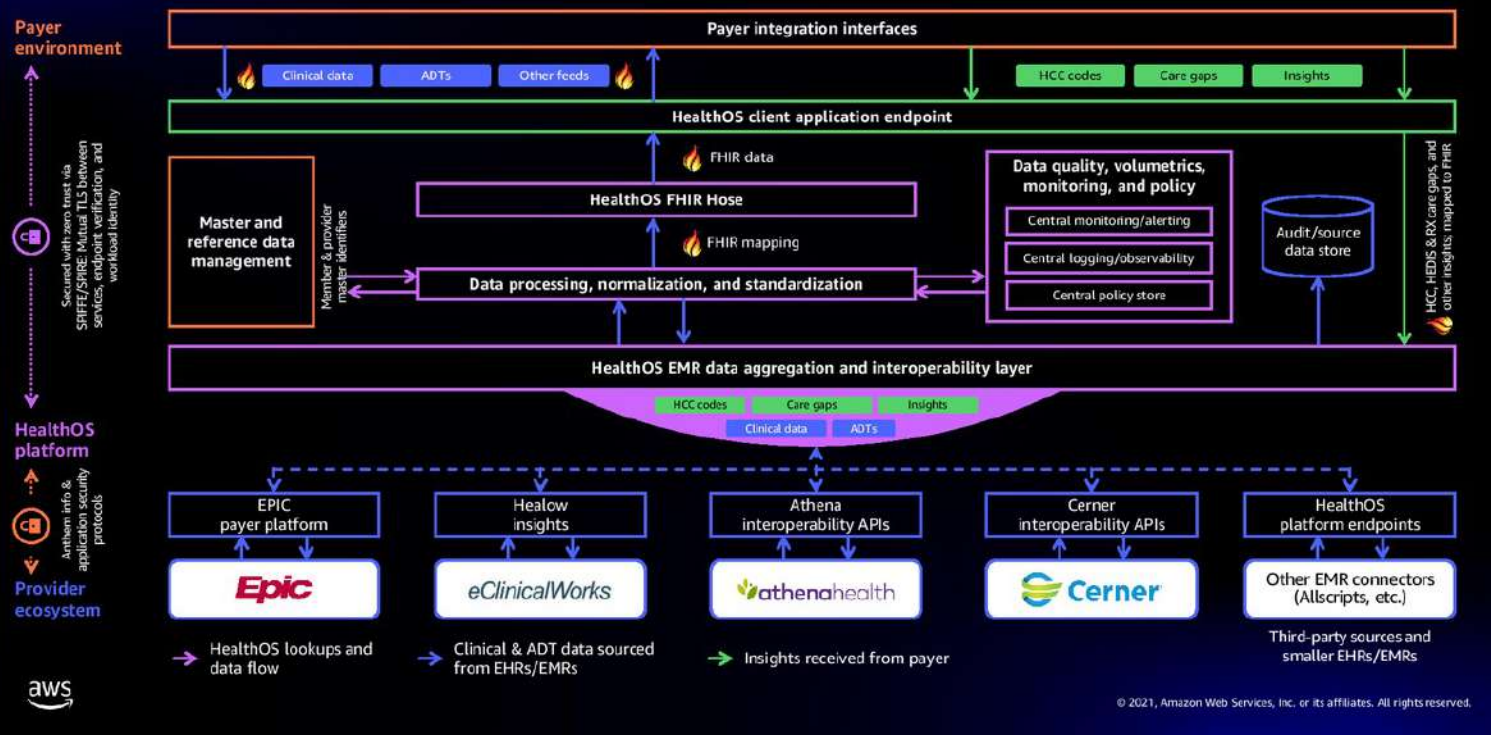 Payer
environment
Payer integration interfaces
Clinical data
ADTs
Other feeds
HCC codes
Care gaps
Insights
HealthOS client application endpoint
Secured with zero trust via
SPIFFE/SPIRE: Mutual TLS between
services, endpoint verification, and
workload identity
Master and
reference data
management
Member & provider
master identifiers
FHIR data
HealthOS FHIR Hose
FHIR mapping
Data processing, normalization, and standardization
Data quality, volumetrics,
monitoring, and policy
Central monitoring/alerting
Central logging/observability
Central policy store
Audit/source
data store
HCC, HEDIS & RX care gaps, and
other insights; mapped to FHIR
HealthOS EMR data aggregation and interoperability layer
HCC codes
Care gaps
Insights
Clinical data
ADTs
HealthOS
platform
Anthem info &
application security
protocols
Provider
ecosystem
EPIC
payer platform
Healow
insights
Athena
interoperability APIs
Cerner
interoperability APIs
HealthOS
platform endpoints
Epic
eClinicalWorks
athenahealth
Cerner
Other EMR connectors
(Allscripts, etc.)
HealthOS lookups and
data flow
Clinical & ADT data sourced
from EHRs/EMRs
Insights received from payer
Third-party sources and
smaller EHRs/EMRs
aws
© 2021, Amazon Web Services, Inc. or its affiliates. All rights reserved.